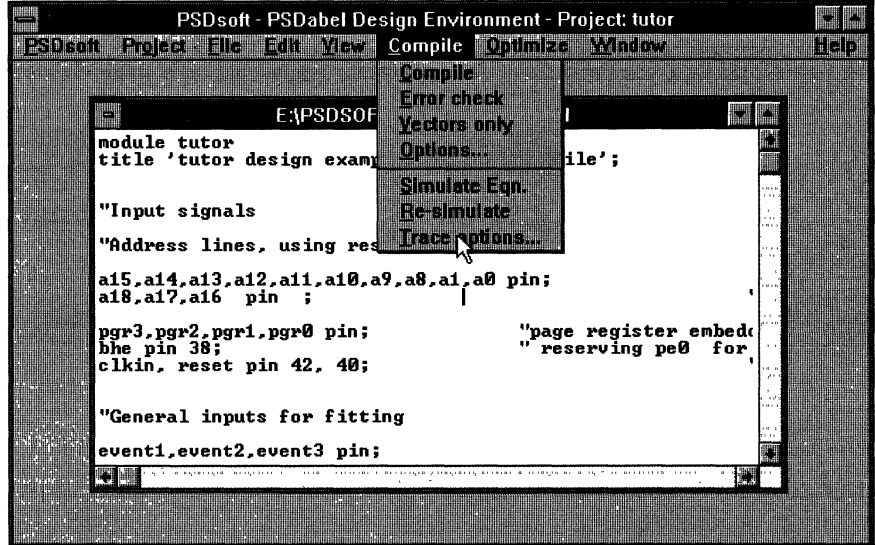 PSDsoft - PSDabel Design Environment - Project: tutor
PSDsoft Project File Edit View Compile Optimize Window Help
Compile
Error check
Vectors only
Options...
Simulate Eqn.
Re-simulate
Trace options...
E:\PSDSOF
module tutor
title 'tutor design examp ile';
"Input signals
"Address lines, using res
a15,a14,a13,a12,a11,a10,a9,a8,a1,a0 pin;
a18,a17,a16 pin ;
pgr3,pgr2,pgr1,pgr0 pin; "page register embedd
bhe pin 38; " reserving pe0 for
clkin, reset pin 42, 40;
"General inputs for fitting
event1,event2,event3 pin;